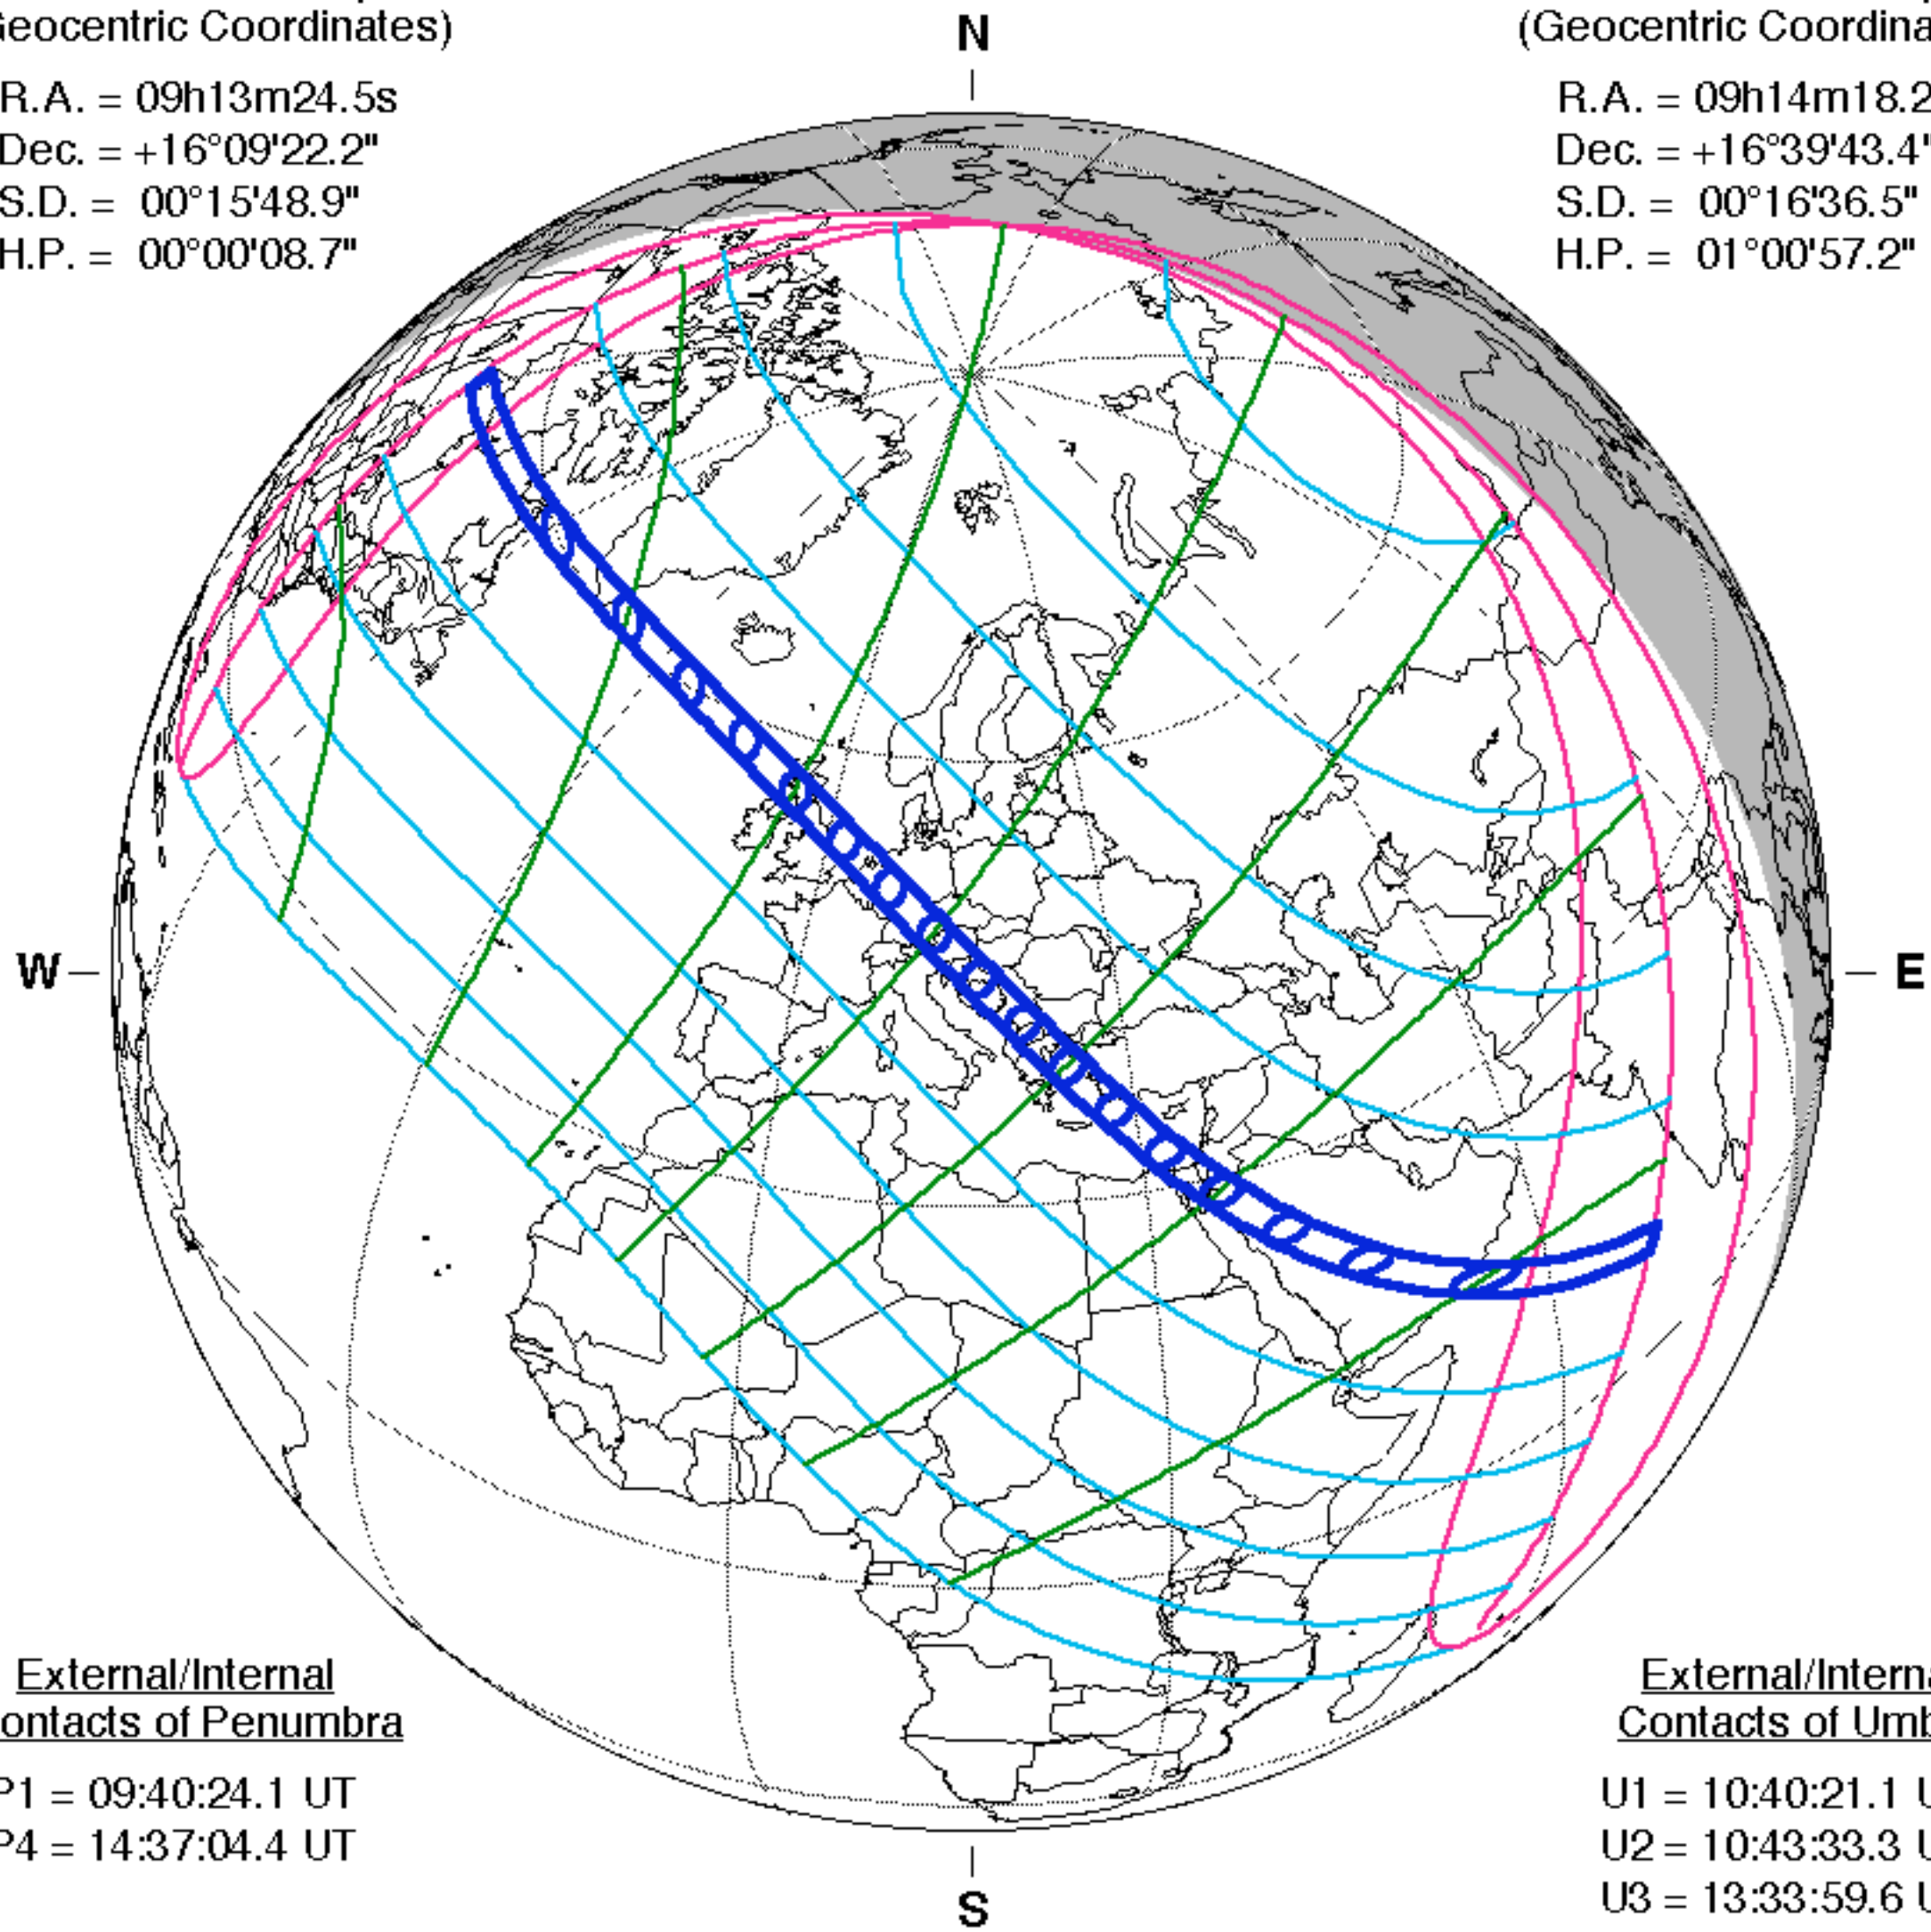 eocentric Coordinates)
R.A. = 09h13m24.5s
Dec. = +16°09'22.2"
S.D. = 00°15'48.9"
H.P. = 00°00'08.7"
N
(Geocentric Coordina
R.A. = 09h14m18.2
Dec. = +16°39'43.4"
S.D. = 00°16'36.5"
H.P. = 01°00'57.2"
W
E
External/Internal
ontacts of Penumbra
P1 = 09:40:24.1 UT
P4 = 14:37:04.4 UT
S
External/Interna
Contacts of Umb
U1 = 10:40:21.1 U
U2 = 10:43:33.3 U
U3 = 13:33:59.6 U